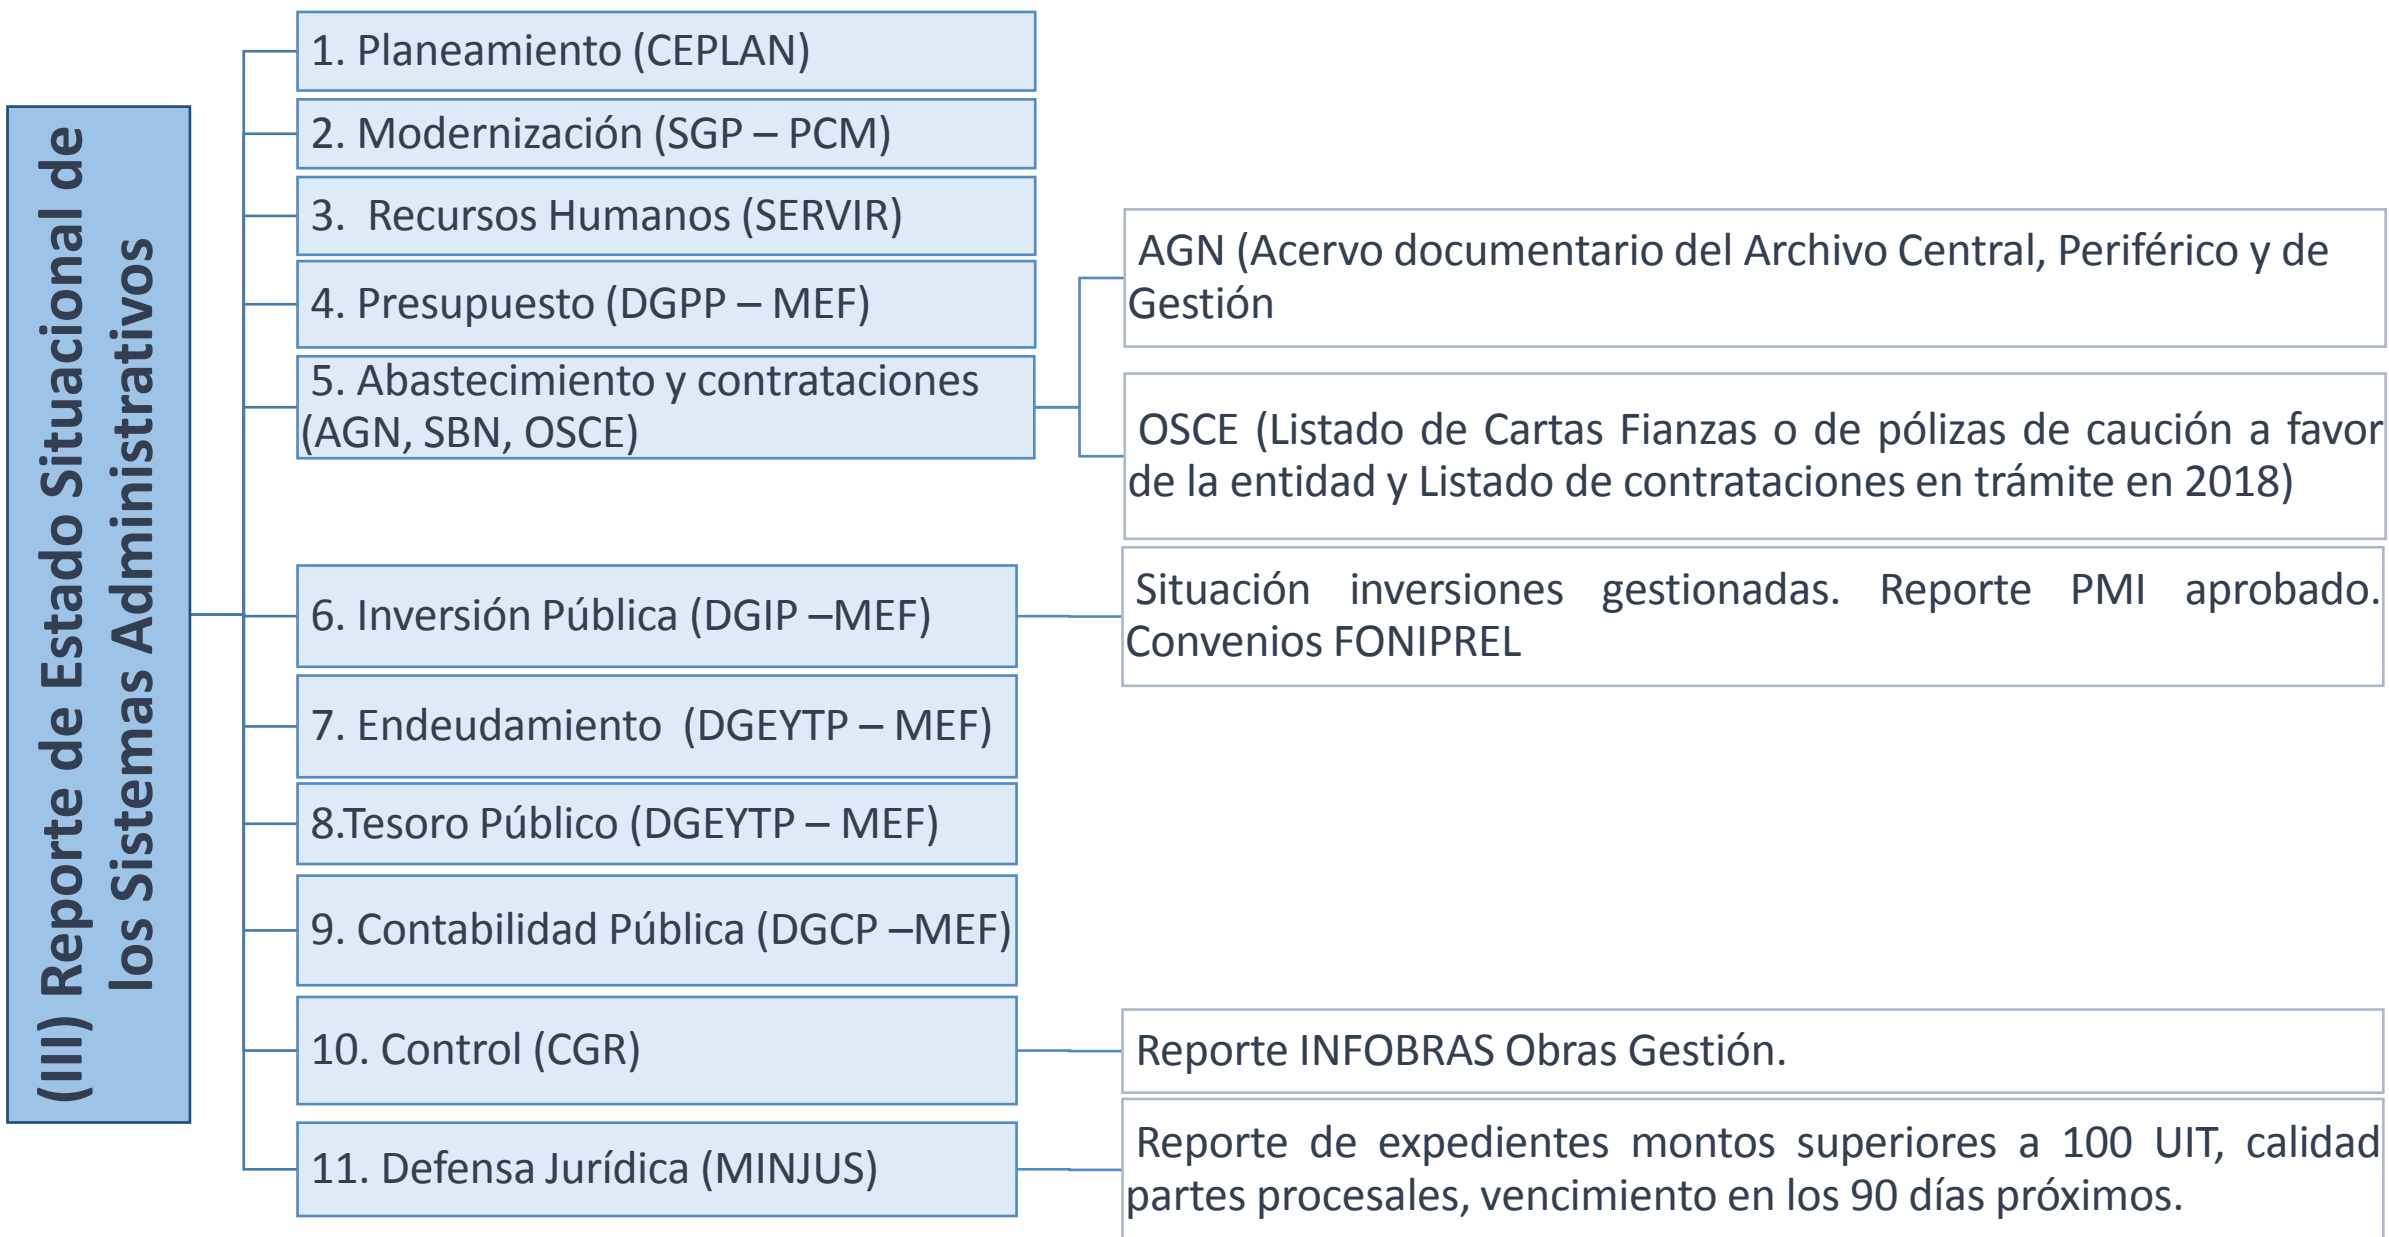 (III) Reporte de Estado Situacional de
los Sistemas Administrativos
1. Planeamiento (CEPLAN)
2. Modernización (SGP – PCM)
3.  Recursos Humanos (SERVIR)
4. Presupuesto (DGPP – MEF)
5. Abastecimiento y contrataciones
(AGN, SBN, OSCE)
AGN (Acervo documentario del Archivo Central, Periférico y de
Gestión
OSCE (Listado de Cartas Fianzas o de pólizas de caución a favor
de la entidad y Listado de contrataciones en trámite en 2018)
6. Inversión Pública (DGIP –MEF)
Situación inversiones gestionadas. Reporte PMI aprobado.
Convenios FONIPREL
7. Endeudamiento  (DGEYTP – MEF)
8.Tesoro Público (DGEYTP – MEF)
9. Contabilidad Pública (DGCP –MEF)
10. Control (CGR)
Reporte INFOBRAS Obras Gestión.
11. Defensa Jurídica (MINJUS)
Reporte de expedientes montos superiores a 100 UIT, calidad
partes procesales, vencimiento en los 90 días próximos.